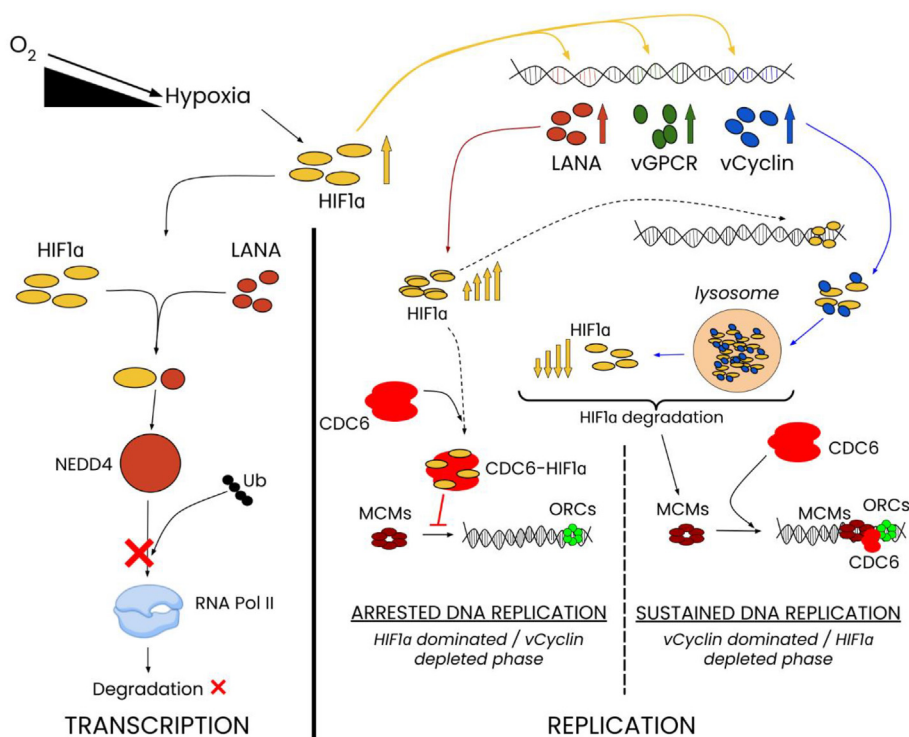 O2
Hypoxia
HIF1α
LANA
vGPCR
vCyclin
HIF1α
LANA
NEDD4
Ub
RNA Pol II
Degradation
TRANSCRIPTION
HIF1α
lysosome
HIF1α
HIF1α degradation
CDC6
CDC6-HIF1α
MCMs
ORCs
ARRESTED DNA REPLICATION
HIF1α dominated / vCyclin
depleted phase
CDC6
MCMs
MCMs
ORCs
CDC6
SUSTAINED DNA REPLICATION
vCyclin dominated / HIF1α
depleted phase
REPLICATION